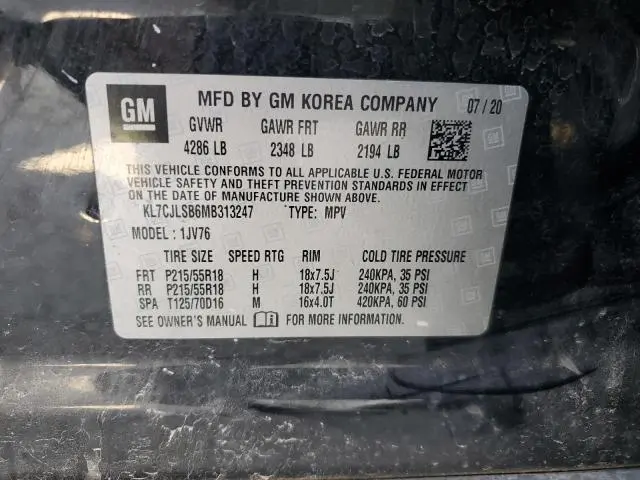 GM MFD BY GM KOREA COMPANY 07/20
GVWR GAWR FRT GAWR RR
4286 LB 2348 LB 2194 LB
THIS VEHICLE CONFORMS TO ALL APPLICABLE U.S. FEDERAL MOTOR
VEHICLE SAFETY AND THEFT PREVENTION STANDARDS IN EFFECT
ON THE DATE OF MANUFACTURE SHOWN ABOVE.
KL7CJLSB6MB313247 TYPE: MPV
MODEL: 1JV76
TIRE SIZE SPEED RTG RIM COLD TIRE PRESSURE
FRT P215/55R18 H 18x7.5J 240KPA, 35 PSI
RR P215/55R18 H 18x7.5J 240KPA, 35 PSI
SPA T125/70D16 M 16x4.0T 420KPA, 60 PSI
SEE OWNER'S MANUAL FOR MORE INFORMATION